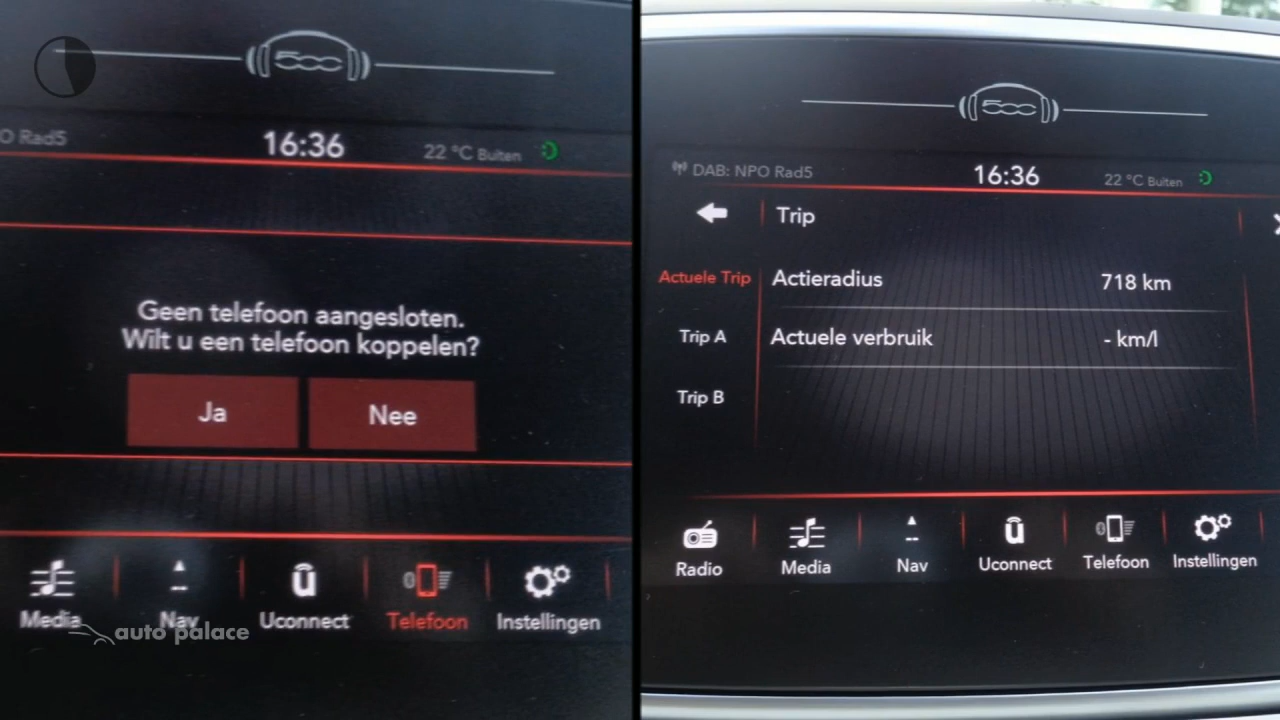 500
O Rad5
16:36
22 °C Buiten
Geen telefoon aangesloten.
Wilt u een telefoon koppelen?
Ja
Nee
Media
Nav
Uconnect
Telefoon
Instellingen
auto palace
500
DAB: NPO Rad5
16:36
22 °C Buiten
Trip
Actuele Trip
Actieradius
718 km
Trip A
Actuele verbruik
- km/l
Trip B
Radio
Media
Nav
Uconnect
Telefoon
Instellingen